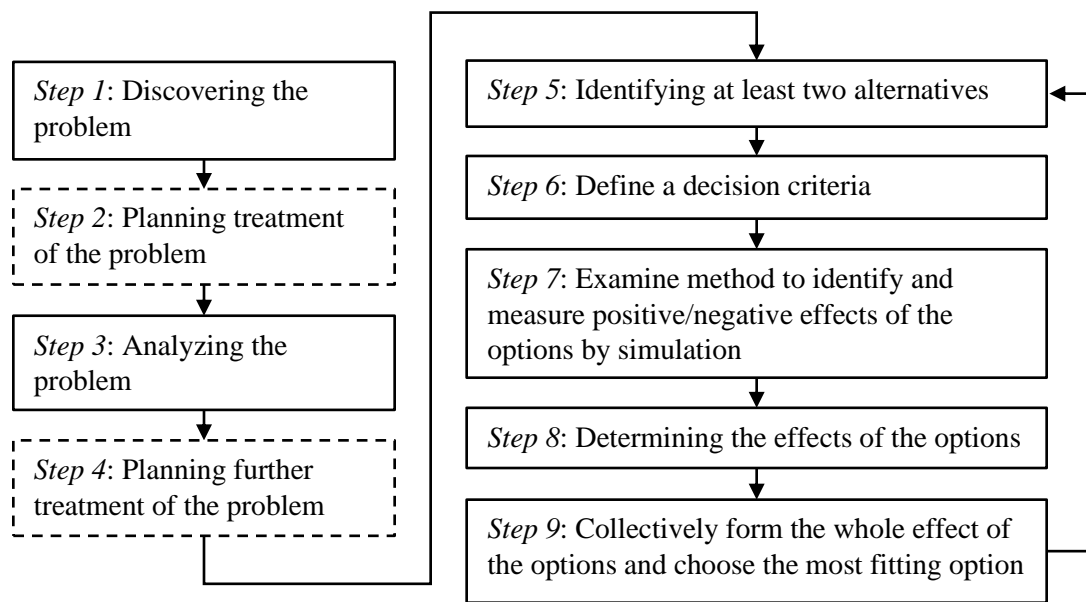 Step 1: Discovering the
problem
Step 2: Planning treatment
of the problem
Step 3: Analyzing the
problem
Step 4: Planning further
treatment of the problem
Step 5: Identifying at least two alternatives
Step 6: Define a decision criteria
Step 7: Examine method to identify and
measure positive/negative effects of the
options by simulation
Step 8: Determining the effects of the options
Step 9: Collectively form the whole effect of
the options and choose the most fitting option